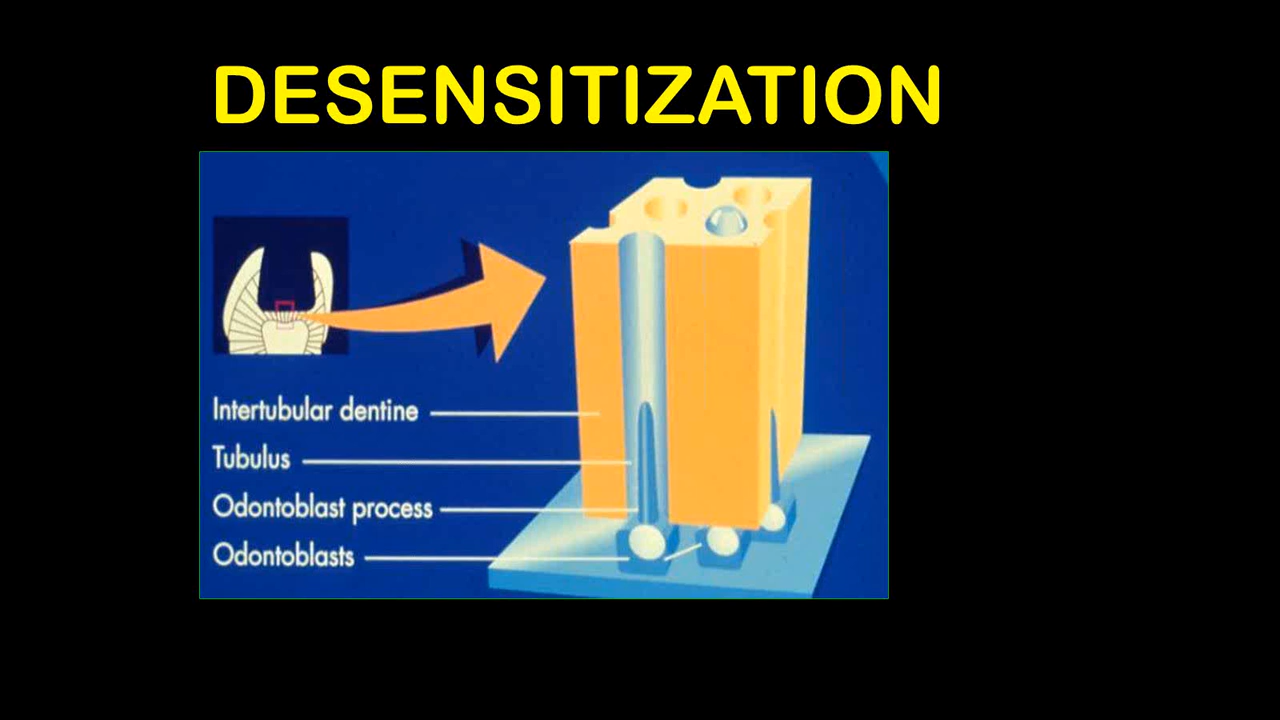 DESENSITIZATION
Intertubular dentine
Tubulus
Odontoblast process
Odontoblasts